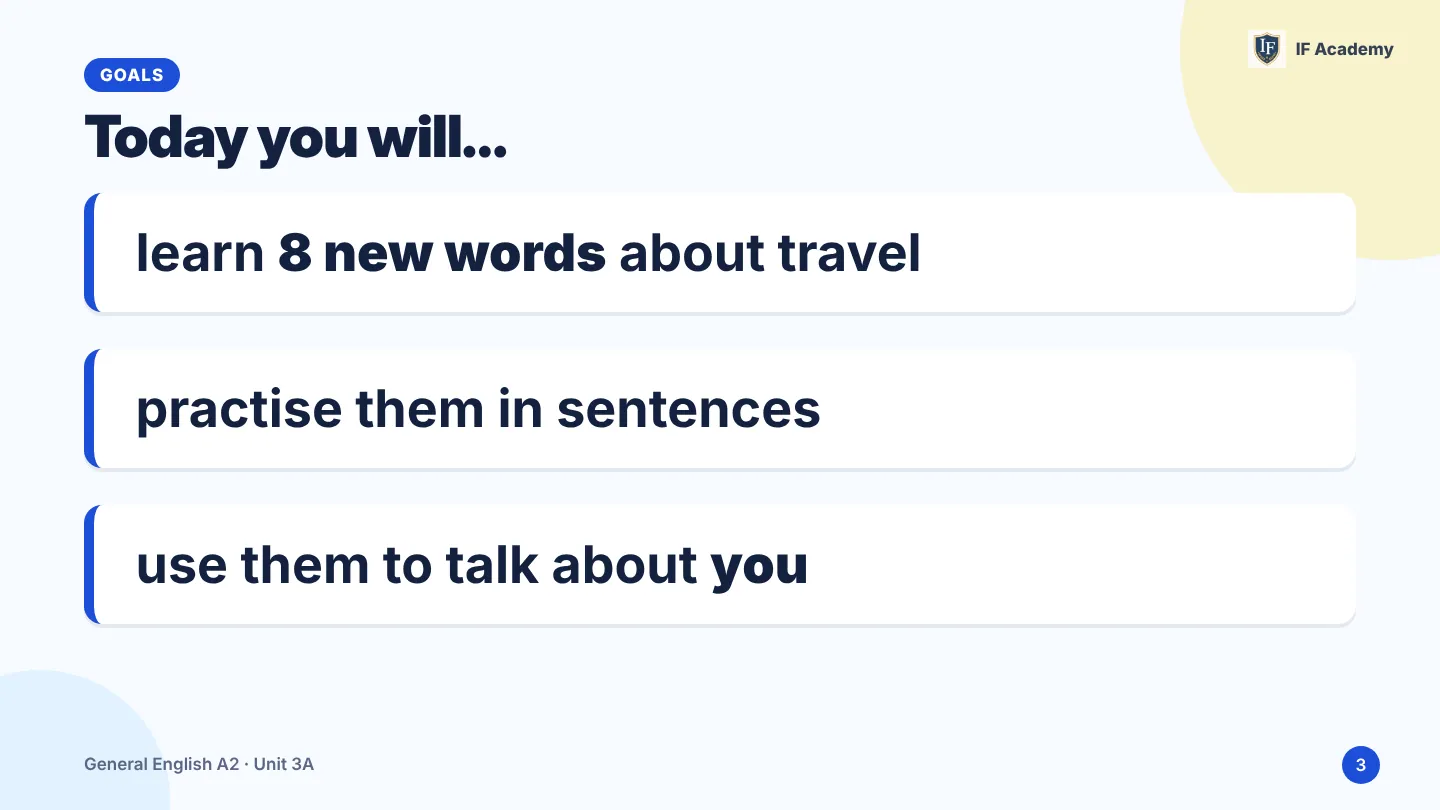 IF
IF Academy
GOALS
Today you will...
learn 8 new words about travel
practise them in sentences
use them to talk about you
General English A2 · Unit 3A
3